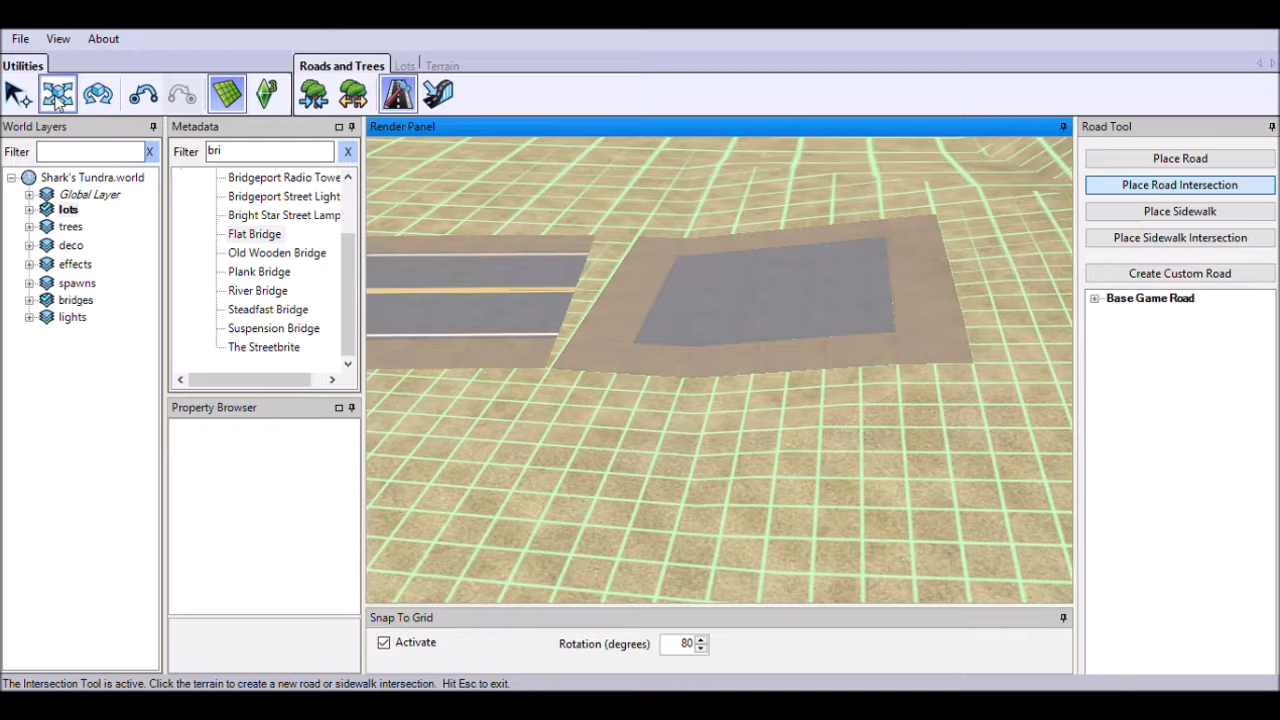 File View About
Utilities
Roads and Trees Lots Terrain
World Layers
Filter X
Shark's Tundra.world
Global Layer
lots
trees
deco
effects
spawns
bridges
lights
Metadata
Filter bri X
Bridgeport Radio Towe
Bridgeport Street Light
Bright Star Street Lamp
Flat Bridge
Old Wooden Bridge
Plank Bridge
River Bridge
Steadfast Bridge
Suspension Bridge
The Streetbrite
Property Browser
Render Panel
Snap To Grid
Activate Rotation (degrees) 80
Road Tool
Place Road
Place Road Intersection
Place Sidewalk
Place Sidewalk Intersection
Create Custom Road
Base Game Road
The Intersection Tool is active. Click the terrain to create a new road or sidewalk intersection. Hit Esc to exit.